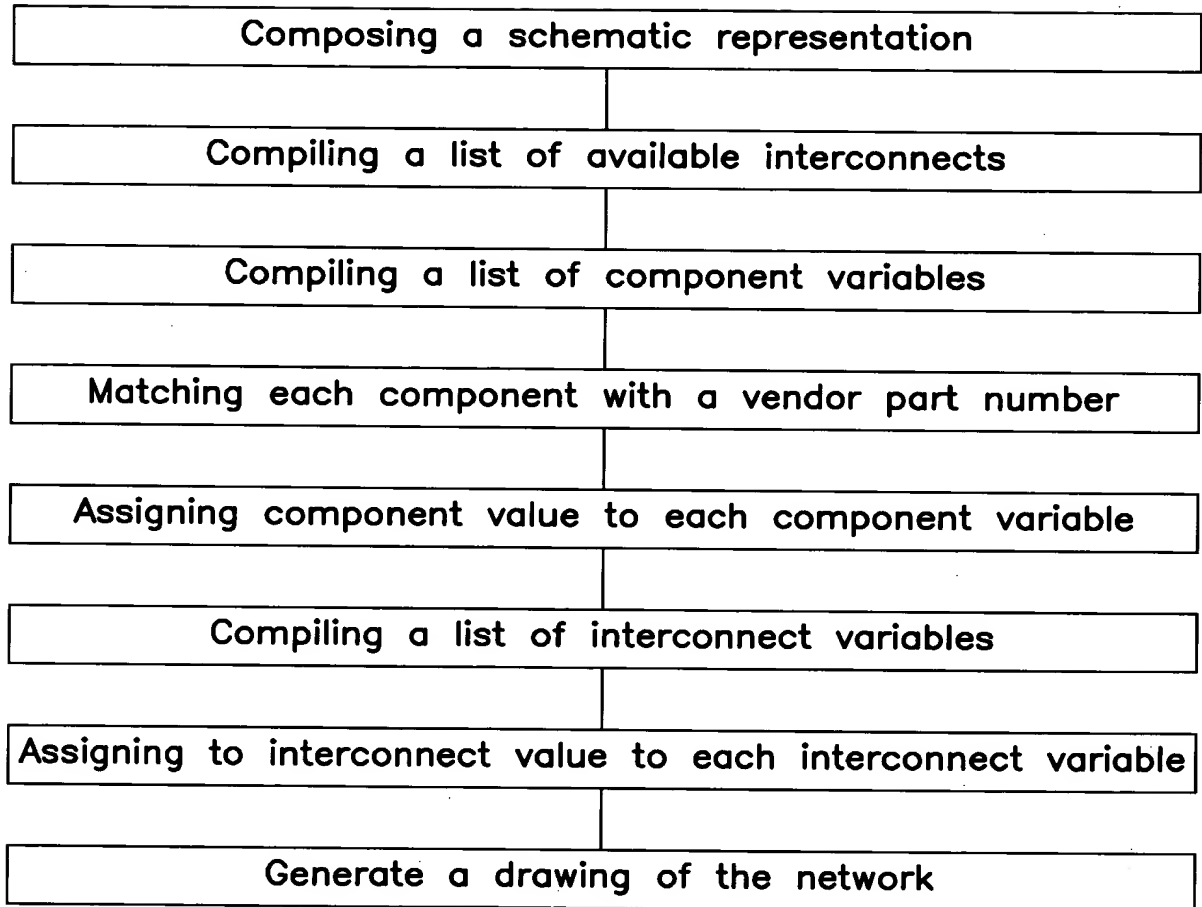 Composing a schematic representation
Compiling a list of available interconnects
Compiling a list of component variables
Matching each component with a vendor part number
Assigning component value to each component variable
Compiling a list of interconnect variables
Assigning to interconnect value to each interconnect variable
Generate a drawing of the network